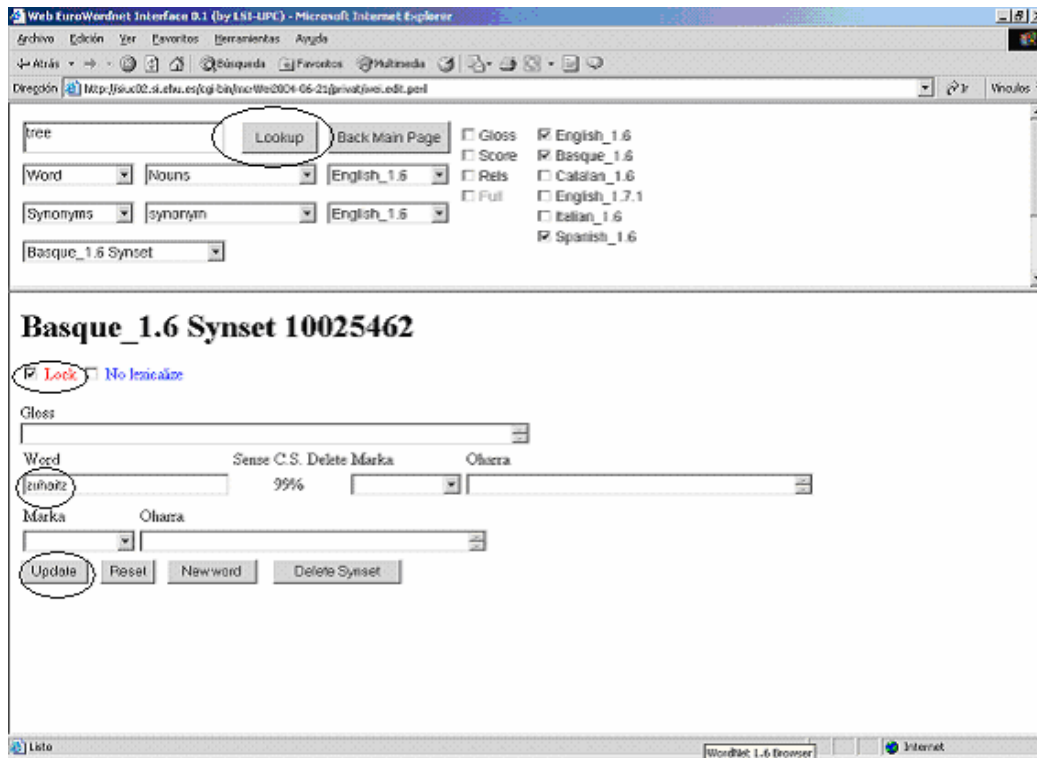 Web EuroWordnet Interface 0.1 (by LSI-UPC) - Microsoft Internet Explorer
Archivo Edición Ver Favoritos Herramientas Ayuda
Atrás Búsqueda Favoritos Multimedia
Dirección Ir Vínculos
tree Lookup Back Main Page Gloss English_1.6
Score Basque_1.6
Word Nouns English_1.6 Rels Catalan_1.6
Full English_1.7.1
Synonyms synonym English_1.6 Italian_1.6
Spanish_1.6
Basque_1.6 Synset
Basque_1.6 Synset 10025462
Lock No lexicalize
Gloss
Word Sense C.S. Delete Marka Oharra
zuhaitz 99%
Marka Oharra
Update Reset New word Delete Synset
Listo WordNet 1.6 Browser Internet